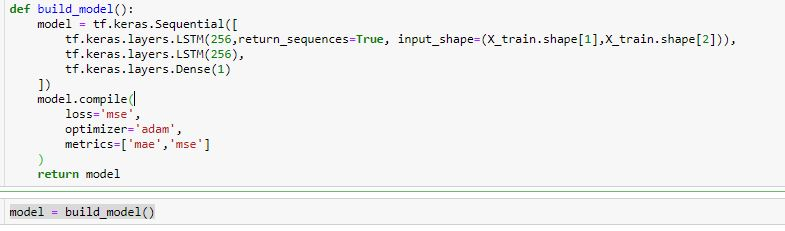 def build_model():
    model = tf.keras.Sequential([
        tf.keras.layers.LSTM(256,return_sequences=True, input_shape=(X_train.shape[1],X_train.shape[2])),
        tf.keras.layers.LSTM(256),
        tf.keras.layers.Dense(1)
    ])
    model.compile(
        loss='mse',
        optimizer='adam',
        metrics=['mae','mse']
    )
    return model
model = build_model()